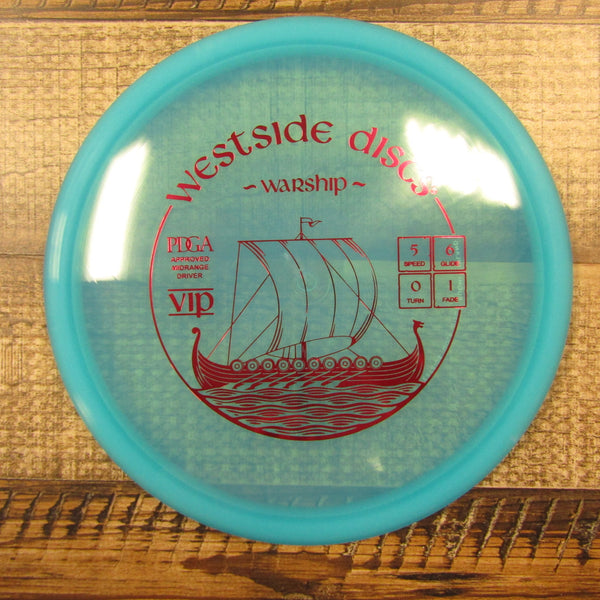 Westside Discs
~ Warship ~
PDGA
APPROVED
MIDRANGE
DRIVER
VIP
5 6
SPEED GLIDE
0 1
TURN FADE